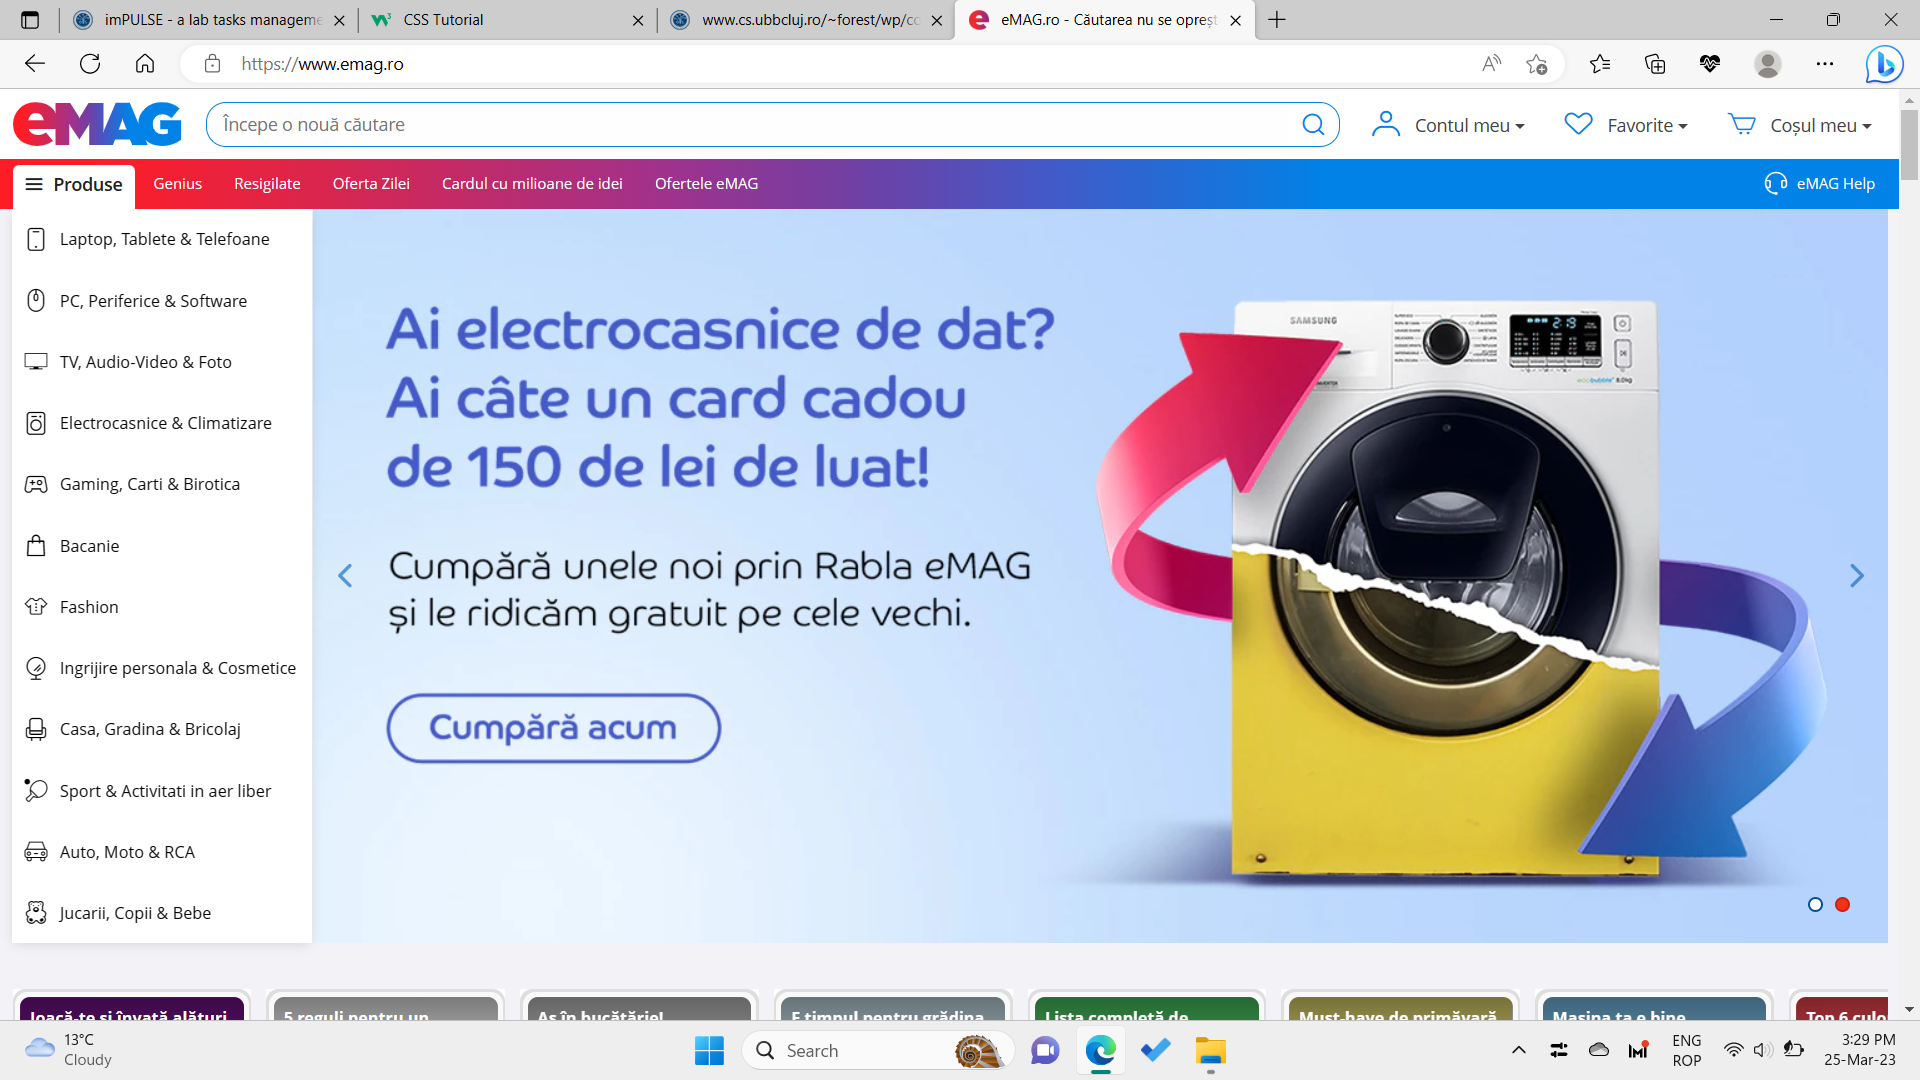 imPULSE - a lab tasks manageme
CSS Tutorial
www.cs.ubbcluj.ro/~forest/wp/cc
eMAG.ro - Căutarea nu se oprest
https://www.emag.ro
eMAG
Începe o nouă căutare
Contul meu
Favorite
Coșul meu
Produse
Genius
Resigilate
Oferta Zilei
Cardul cu milioane de idei
Ofertele eMAG
eMAG Help
Laptop, Tablete & Telefoane
PC, Periferice & Software
TV, Audio-Video & Foto
Electrocasnice & Climatizare
Gaming, Carti & Birotica
Bacanie
Fashion
Ingrijire personala & Cosmetice
Casa, Gradina & Bricolaj
Sport & Activitati in aer liber
Auto, Moto & RCA
Jucarii, Copii & Bebe
Ai electrocasnice de dat?
Ai câte un card cadou
de 150 de lei de luat!
Cumpără unele noi prin Rabla eMAG
și le ridicăm gratuit pe cele vechi.
Cumpără acum
SAMSUNG
2:19
ecobubble 8.0kg
Joacă-te și învață alături
5 reguli pentru un
As în bucătărie!
E timpul pentru grădina
Lista completă de
Must-have de primăvară
Mașina ta e bine
Top 6 culo
13°C
Cloudy
Search
ENG
ROP
3:29 PM
25-Mar-23